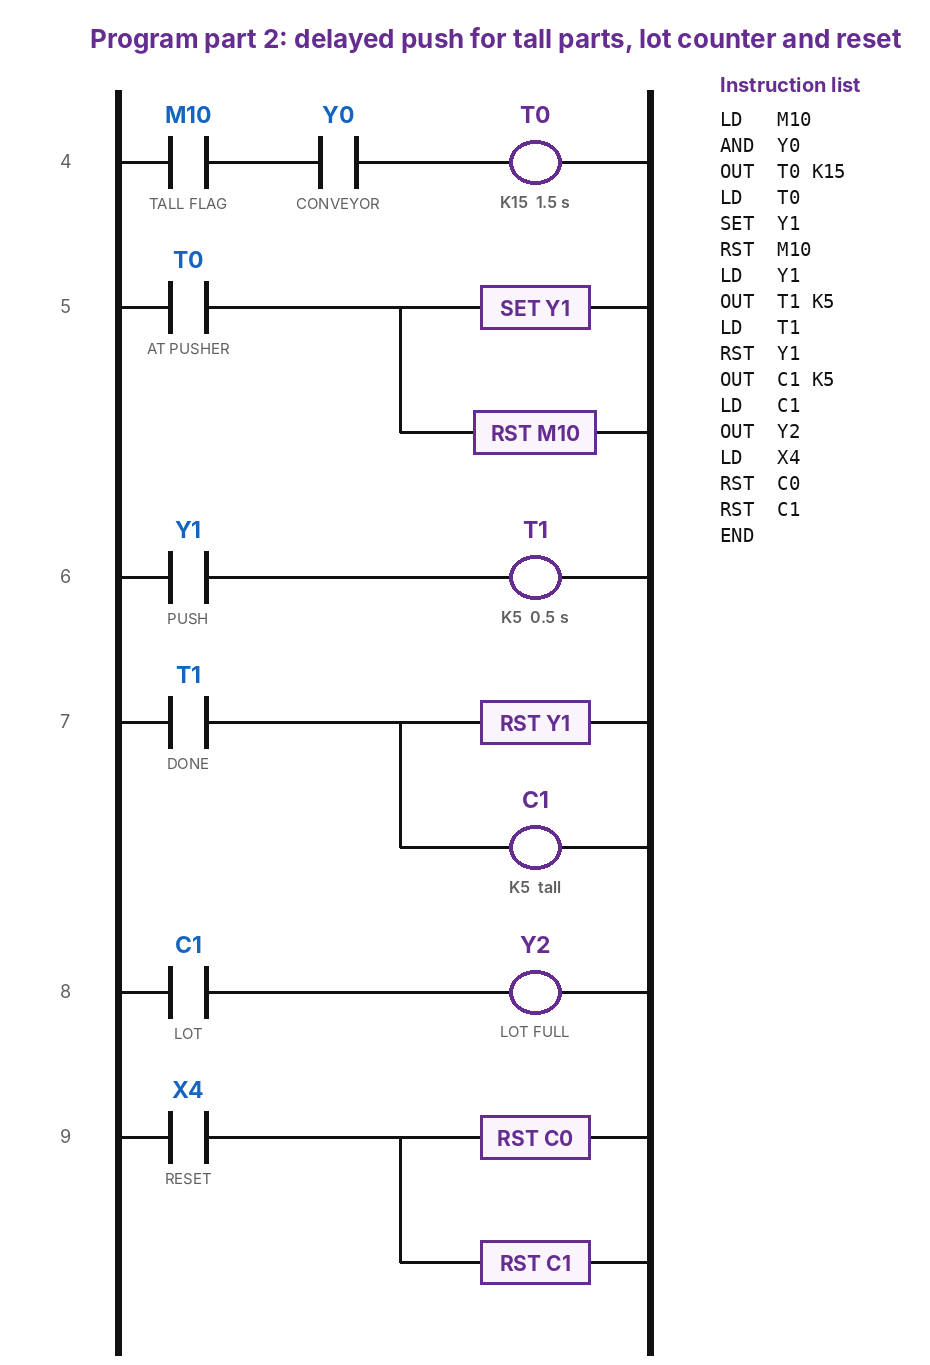 Program part 2: delayed push for tall parts, lot counter and reset
Instruction list
LD M10
AND Y0
OUT T0 K15
LD T0
SET Y1
RST M10
LD Y1
OUT T1 K5
LD T1
RST Y1
OUT C1 K5
LD C1
OUT Y2
LD X4
RST C0
RST C1
END
M10 Y0 T0
4
TALL FLAG CONVEYOR K15 1.5 s
T0
5 SET Y1
AT PUSHER
RST M10
Y1 T1
6
PUSH K5 0.5 s
T1
7 RST Y1
DONE
C1
K5 tall
C1 Y2
8
LOT LOT FULL
X4
9 RST C0
RESET
RST C1